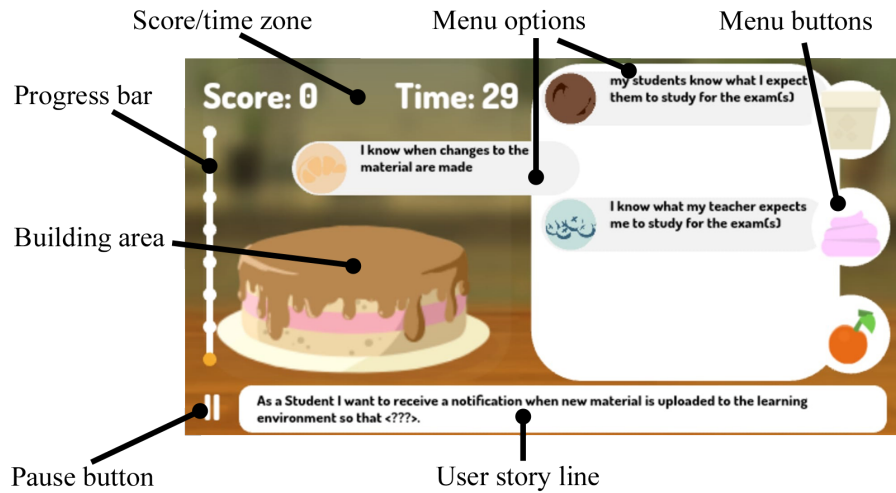 Score/time zone
Menu options
Menu buttons
Progress bar
Score: 0
Time: 29
my students know what I expect
them to study for the exam(s)
I know when changes to the
material are made
I know what my teacher expects
me to study for the exam(s)
Building area
As a Student I want to receive a notification when new material is uploaded to the learning
environment so that <???>.
Pause button
User story line